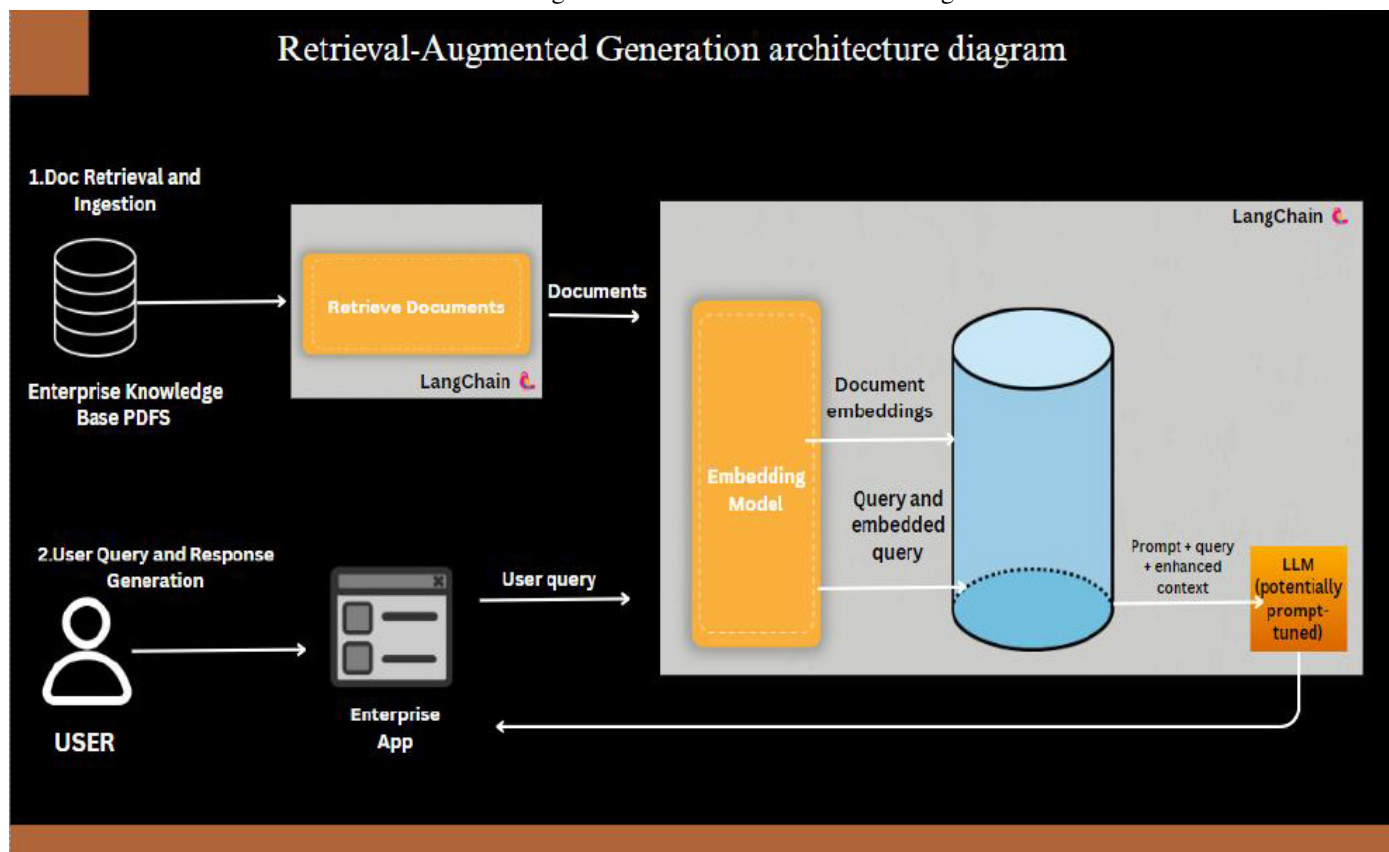 Retrieval-Augmented Generation architecture diagram
1.Doc Retrieval and
Ingestion
Enterprise Knowledge
Base PDFS
Retrieve Documents
LangChain
Documents
LangChain
Embedding
Model
Document
embeddings
Query and
embedded
query
Prompt + query
+ enhanced
context
LLM
(potentially
prompt-
tuned)
2.User Query and Response
Generation
USER
Enterprise
App
User query